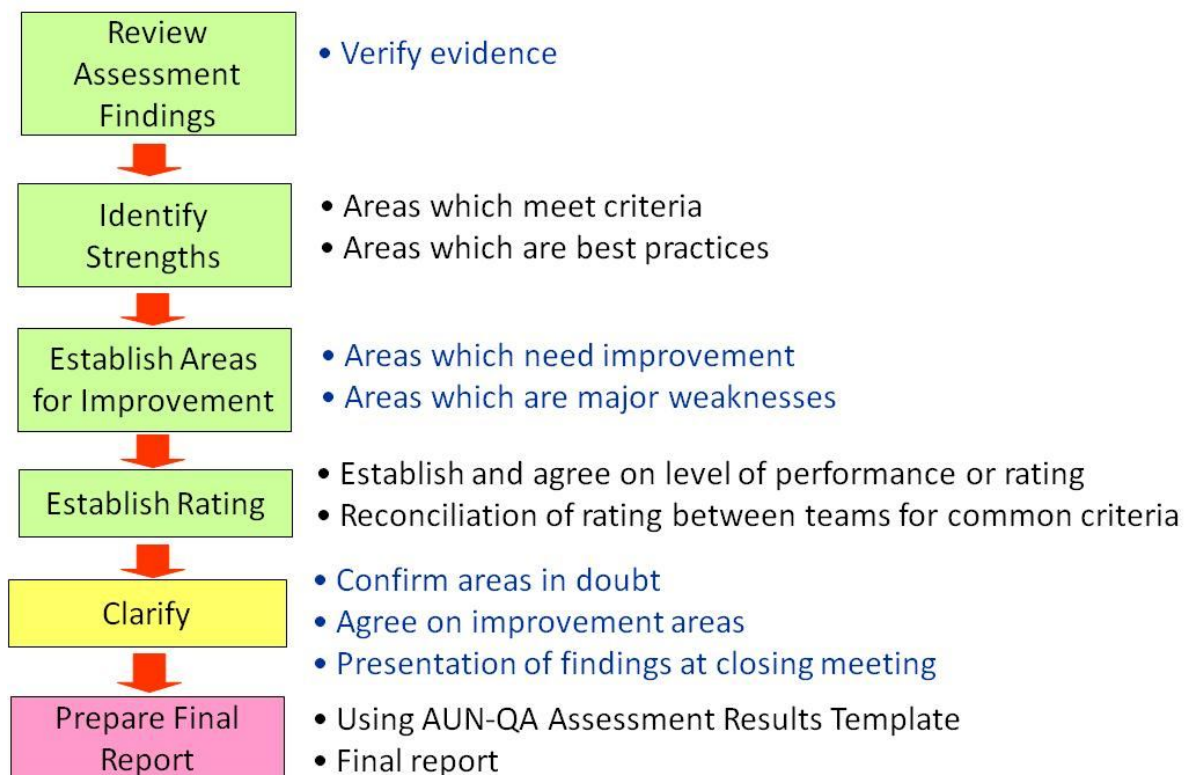 Review
Assessment
Findings
• Verify evidence
Identify
Strengths
• Areas which meet criteria
• Areas which are best practices
Establish Areas
for Improvement
• Areas which need improvement
• Areas which are major weaknesses
Establish Rating
• Establish and agree on level of performance or rating
• Reconciliation of rating between teams for common criteria
Clarify
• Confirm areas in doubt
• Agree on improvement areas
• Presentation of findings at closing meeting
Prepare Final
Report
• Using AUN-QA Assessment Results Template
• Final report